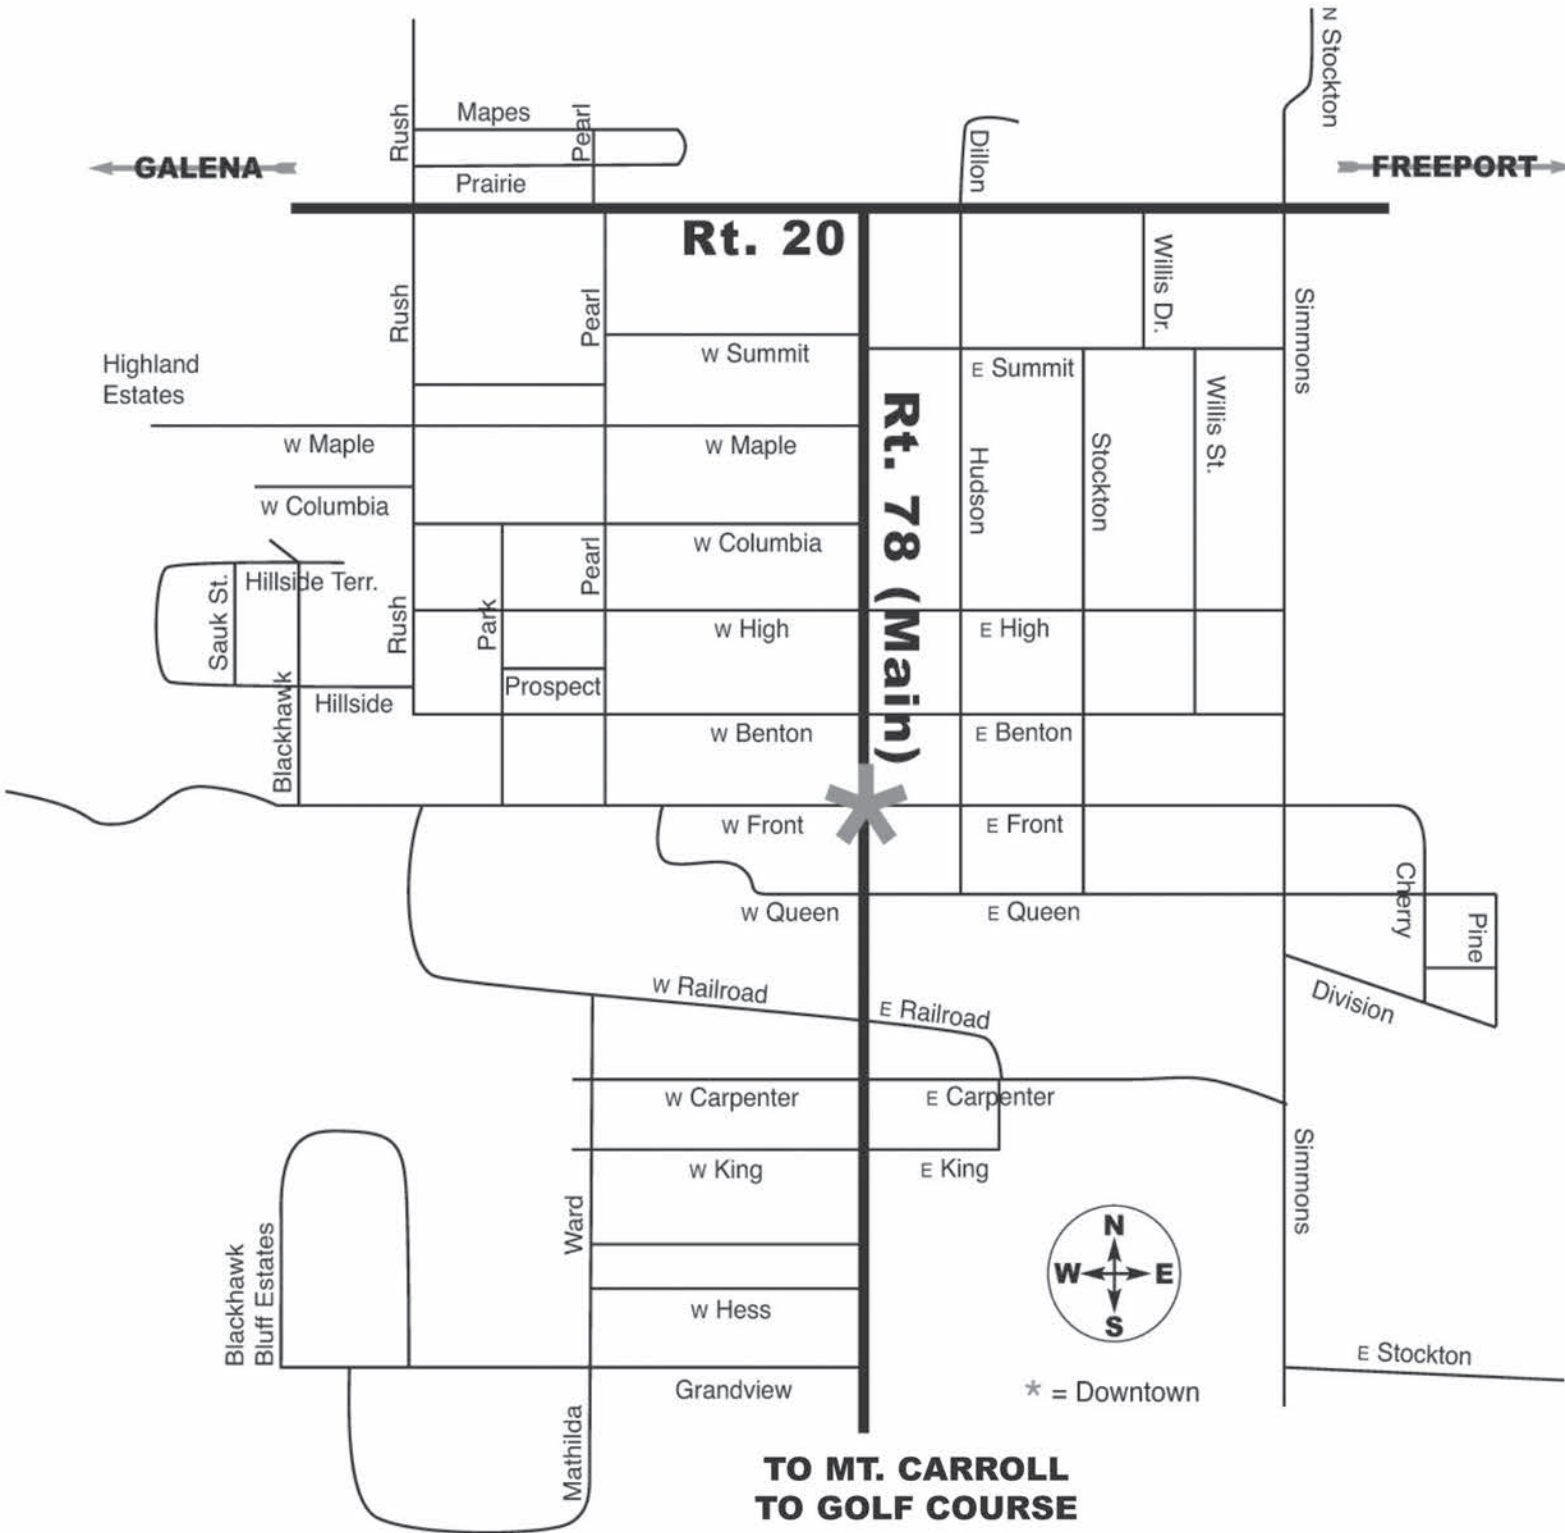 N Stockton
Mapes
Pearl
Rush
Dillon
GALENA
FREEPORT
Prairie
Rt. 20
Willis Dr.
Rush
Pearl
Simmons
W Summit
Highland
Estates
E Summit
Willis St.
Rt. 78 (Main)
W Maple
W Maple
Hudson
Stockton
W Columbia
W Columbia
Pearl
Hillside Terr.
Sauk St.
Rush
Park
W High
E High
Prospect
Hillside
Blackhawk
W Benton
E Benton
W Front
E Front
Cherry
W Queen
E Queen
Pine
W Railroad
E Railroad
Division
W Carpenter
E Carpenter
W King
E King
Simmons
Ward
N
W E
S
Blackhawk
Bluff Estates
W Hess
E Stockton
Grandview
* = Downtown
Mathilda
TO MT. CARROLL
TO GOLF COURSE